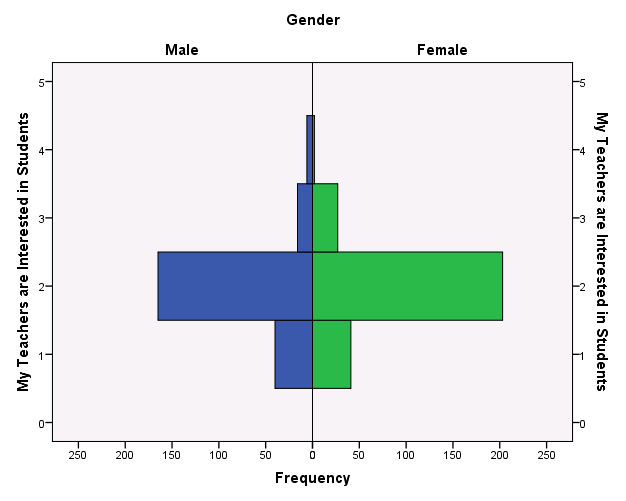 Gender
Male Female
My Teachers are Interested in Students
5 5
4 4
3 3
2 2
1 1
0 0
My Teachers are Interested in Students
250 200 150 100 50 0 50 100 150 200 250
Frequency